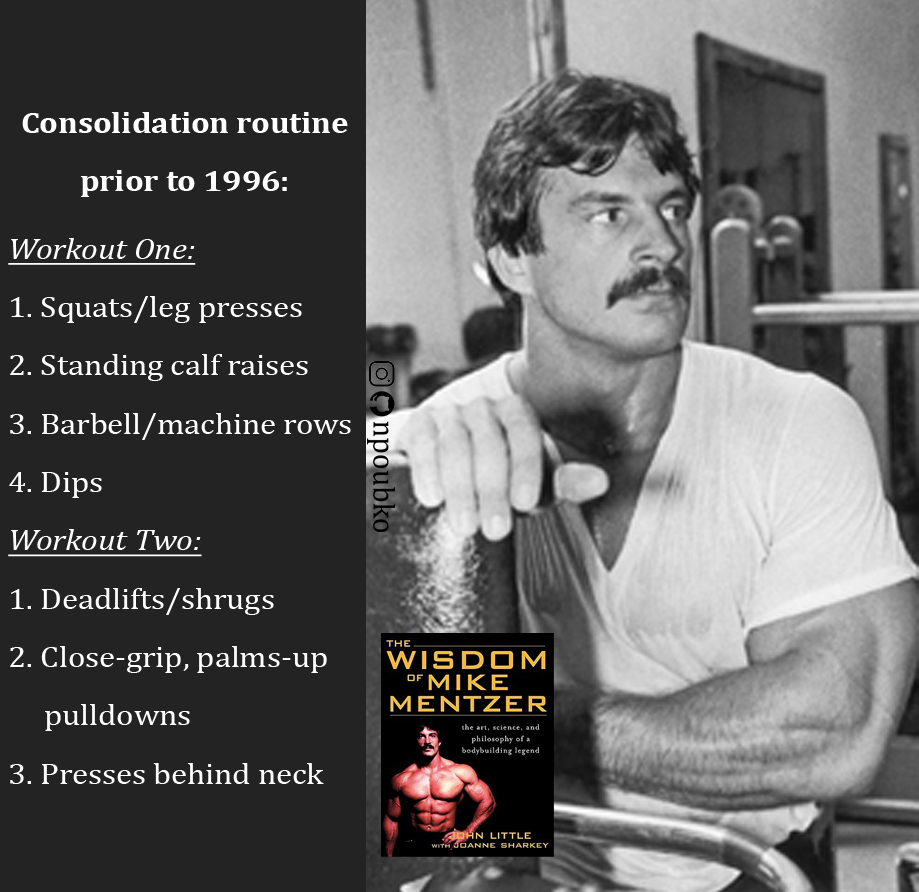 Consolidation routine
prior to 1996:
Workout One:
1. Squats/leg presses
2. Standing calf raises
3. Barbell/machine rows
4. Dips
Workout Two:
1. Deadlifts/shrugs
2. Close-grip, palms-up
pulldowns
3. Presses behind neck
npoubko
THE
WISDOM
OF MIKE
MENTZER
the art, science, and
philosophy of a
bodybuilding legend
JOHN LITTLE
WITH JOANNE SHARKEY